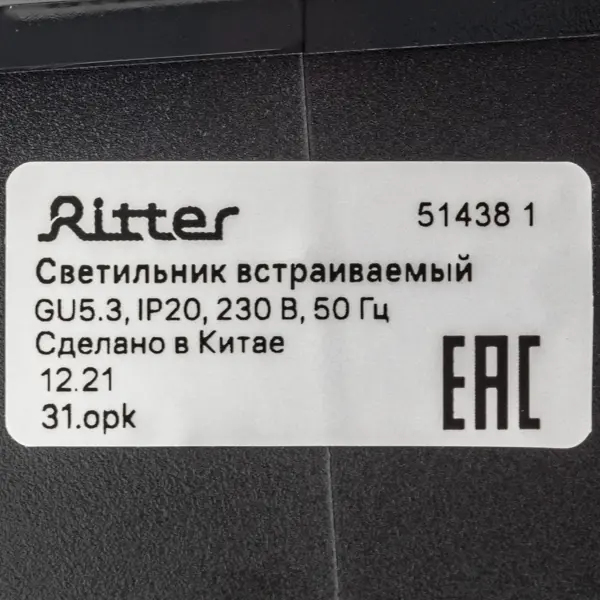 Ritter 51438 1
Светильник встраиваемый
GU5.3, IP20, 230 В, 50 Гц
Сделано в Китае
12.21
31.opk
EAC